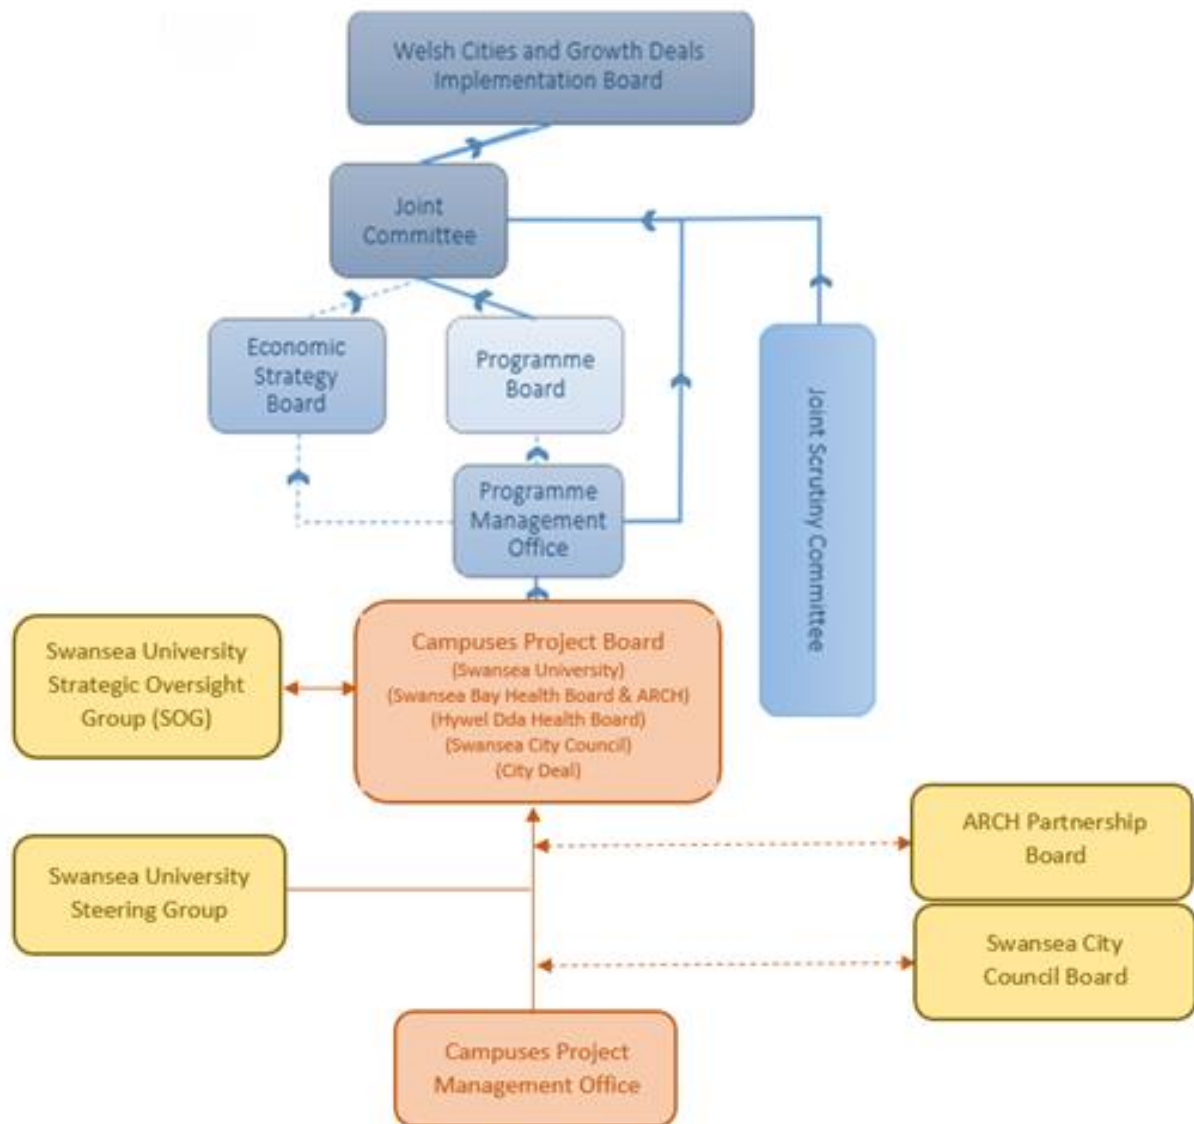 Welsh Cities and Growth Deals
Implementation Board
Joint
Committee
Economic
Strategy
Board
Programme
Board
Programme
Management
Office
Joint Scrutiny Committee
Campuses Project Board
(Swansea University)
(Swansea Bay Health Board & ARCH)
(Hywel Dda Health Board)
(Swansea City Council)
(City Deal)
Swansea University
Strategic Oversight
Group (SOG)
ARCH Partnership
Board
Swansea University
Steering Group
Swansea City
Council Board
Campuses Project
Management Office